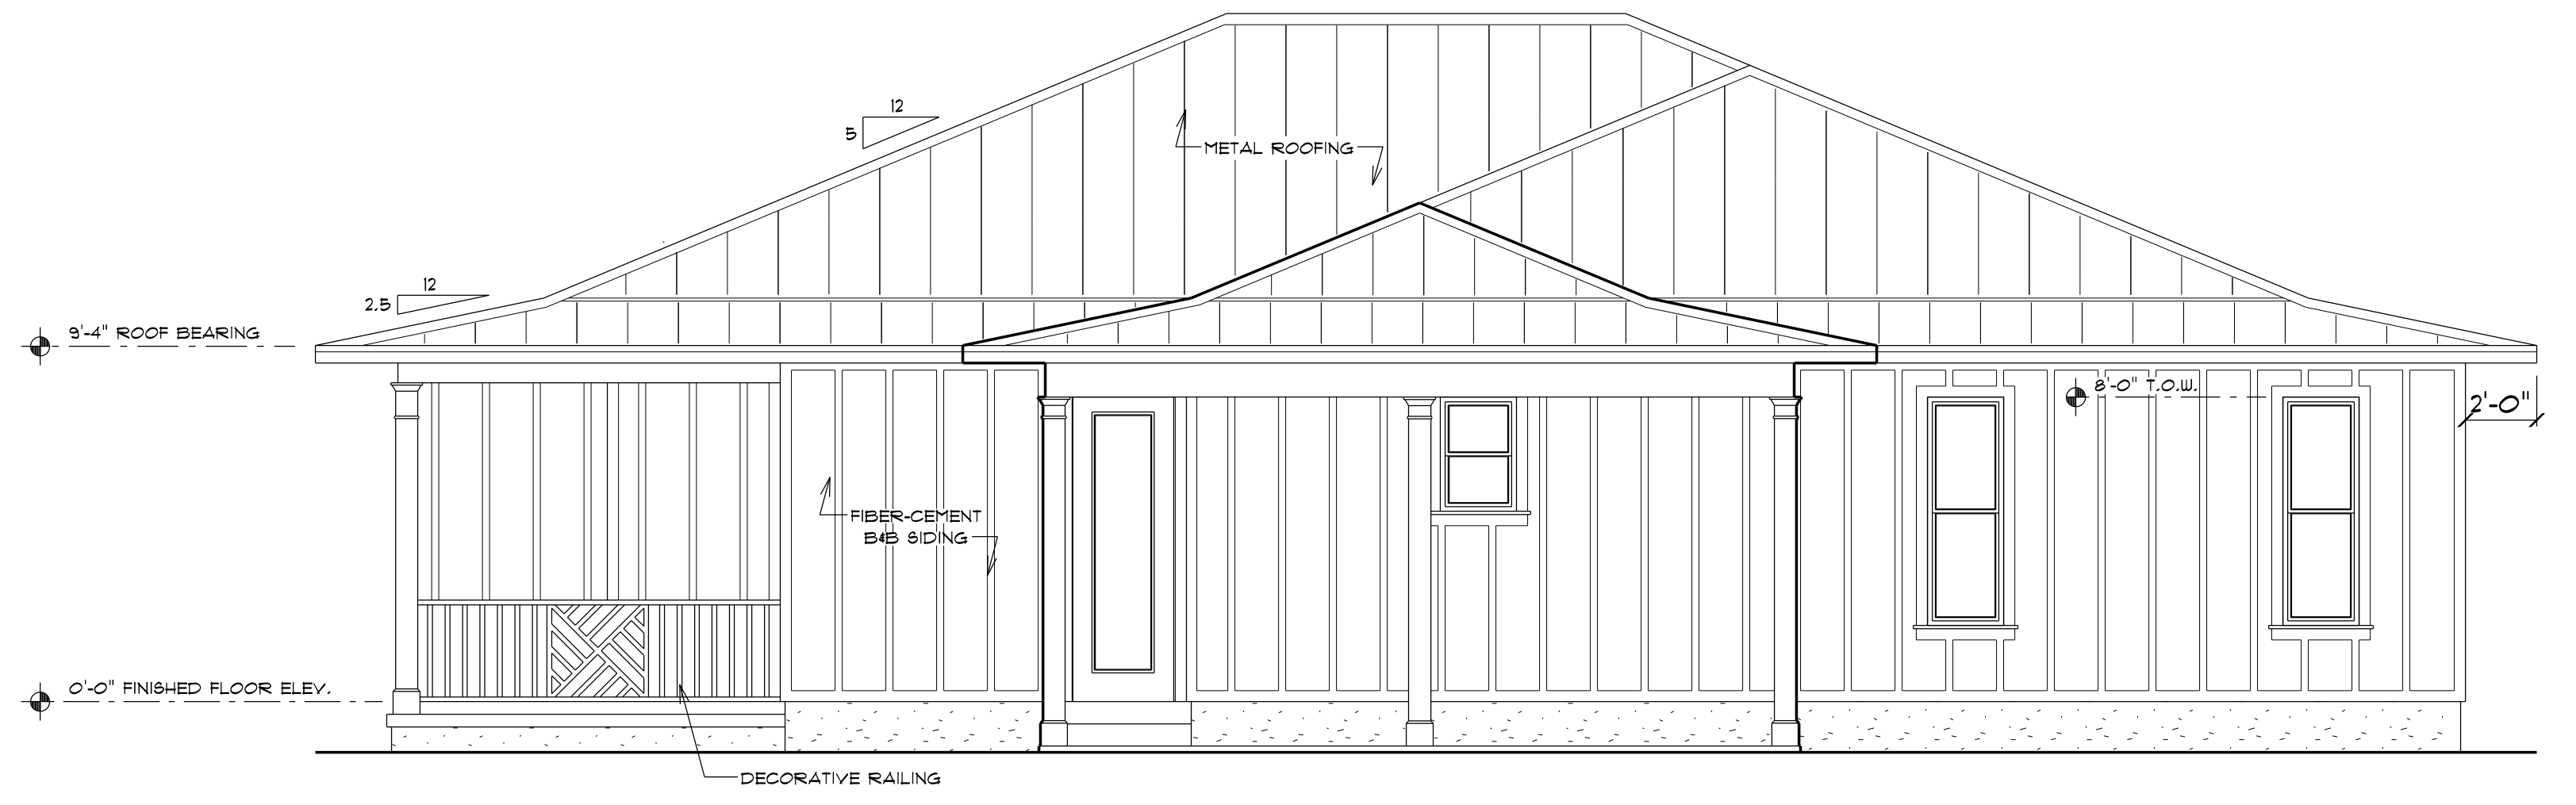 12
5
METAL ROOFING
12
2.5
9'-4" ROOF BEARING
8'-0" T.O.W.
2'-0"
FIBER-CEMENT
B&B SIDING
0'-0" FINISHED FLOOR ELEV.
DECORATIVE RAILING